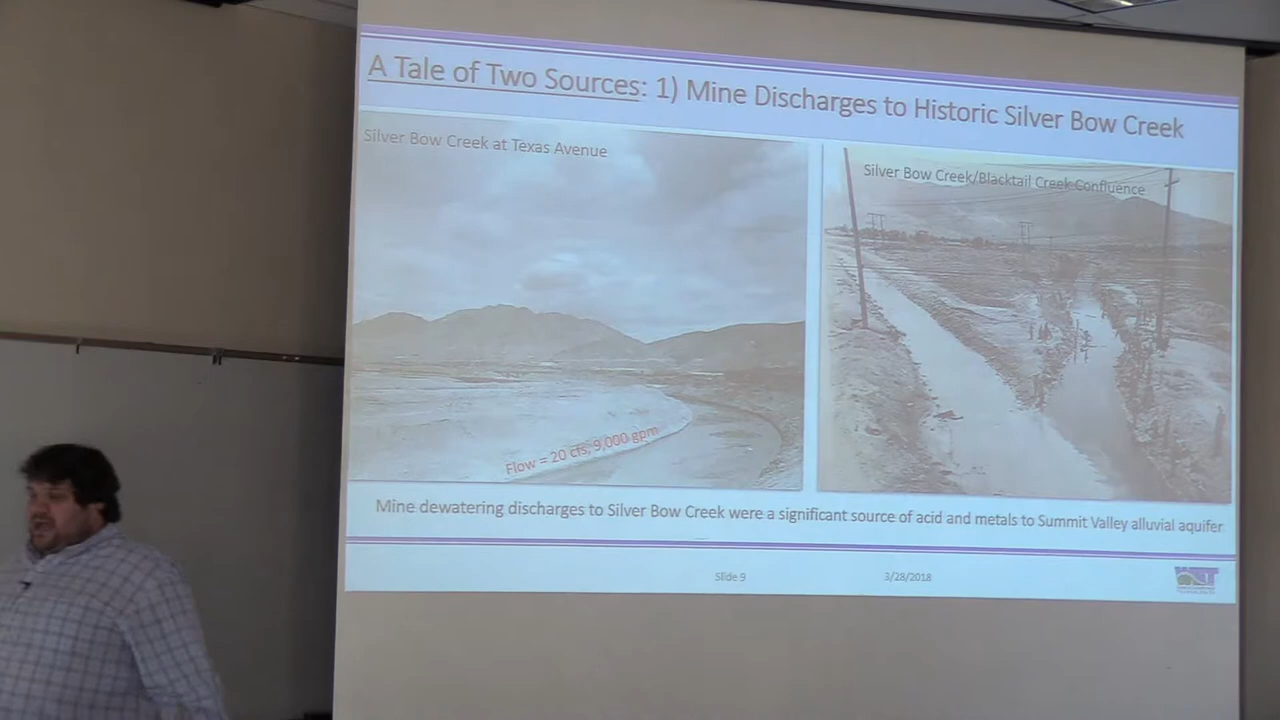 A Tale of Two Sources: 1) Mine Discharges to Historic Silver Bow Creek
Silver Bow Creek at Texas Avenue
Silver Bow Creek/Blacktail Creek Confluence
Flow = 20 cfs, 9,000 gpm
Mine dewatering discharges to Silver Bow Creek were a significant source of acid and metals to Summit Valley alluvial aquifer
Slide 9
3/28/2018